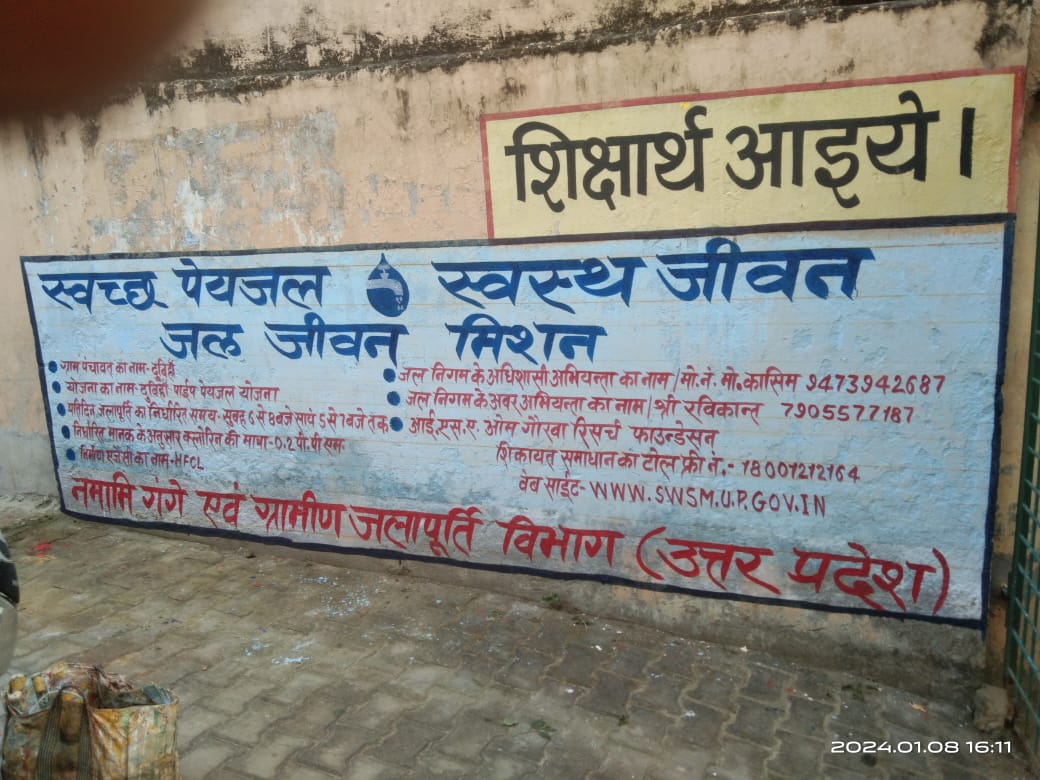 शिक्षार्थ आइये।
स्वच्छ पेयजल स्वस्थ जीवन
जल जीवन मिशन
ग्राम पंचायत का नाम- दुबिही
योजना का नाम- दुबिही पाईप पेयजल योजना
प्रतिदिन जलापूर्ति का निर्धारित समय- सुबह 6 से 8 बजे सायं 5 से 7 बजे तक
निर्धारित मानक के अनुसार क्लोरिन की मात्रा-0.2 पी.पी.एम.
निर्माण एजेंसी का नाम-HFCL
जल निगम के अधिशासी अभियन्ता का नाम/मो.नं. मो.कासिम 9473942687
जल निगम के अवर अभियन्ता का नाम/श्री रविकान्त 7905577187
आई.एस.ए. ओम गौरवा रिसर्च फाउन्डेसन
शिकायत समाधान का टोल फ्री नं.- 18001212164
वेब साईट- WWW.SWSM.U.P.GOV.IN
नमामि गंगे एवं ग्रामीण जलापूर्ति विभाग (उत्तर प्रदेश)
2024.01.08 16:11